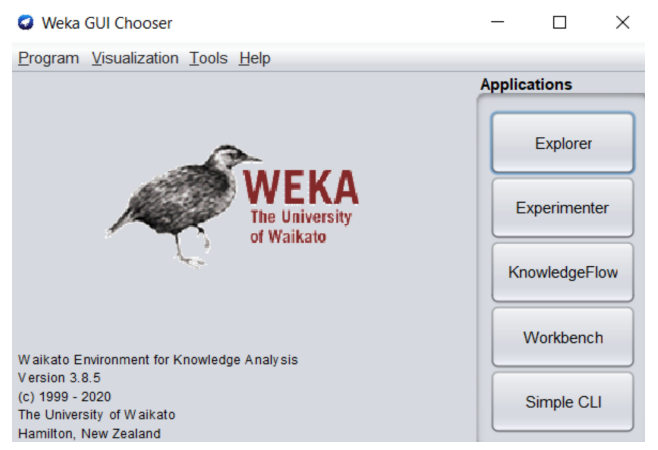 Weka GUI Chooser
Program Visualization Tools Help
Applications
Explorer
Experimenter
KnowledgeFlow
Workbench
Simple CLI
WEKA
The University
of Waikato
Waikato Environment for Knowledge Analysis
Version 3.8.5
(c) 1999 - 2020
The University of Waikato
Hamilton, New Zealand